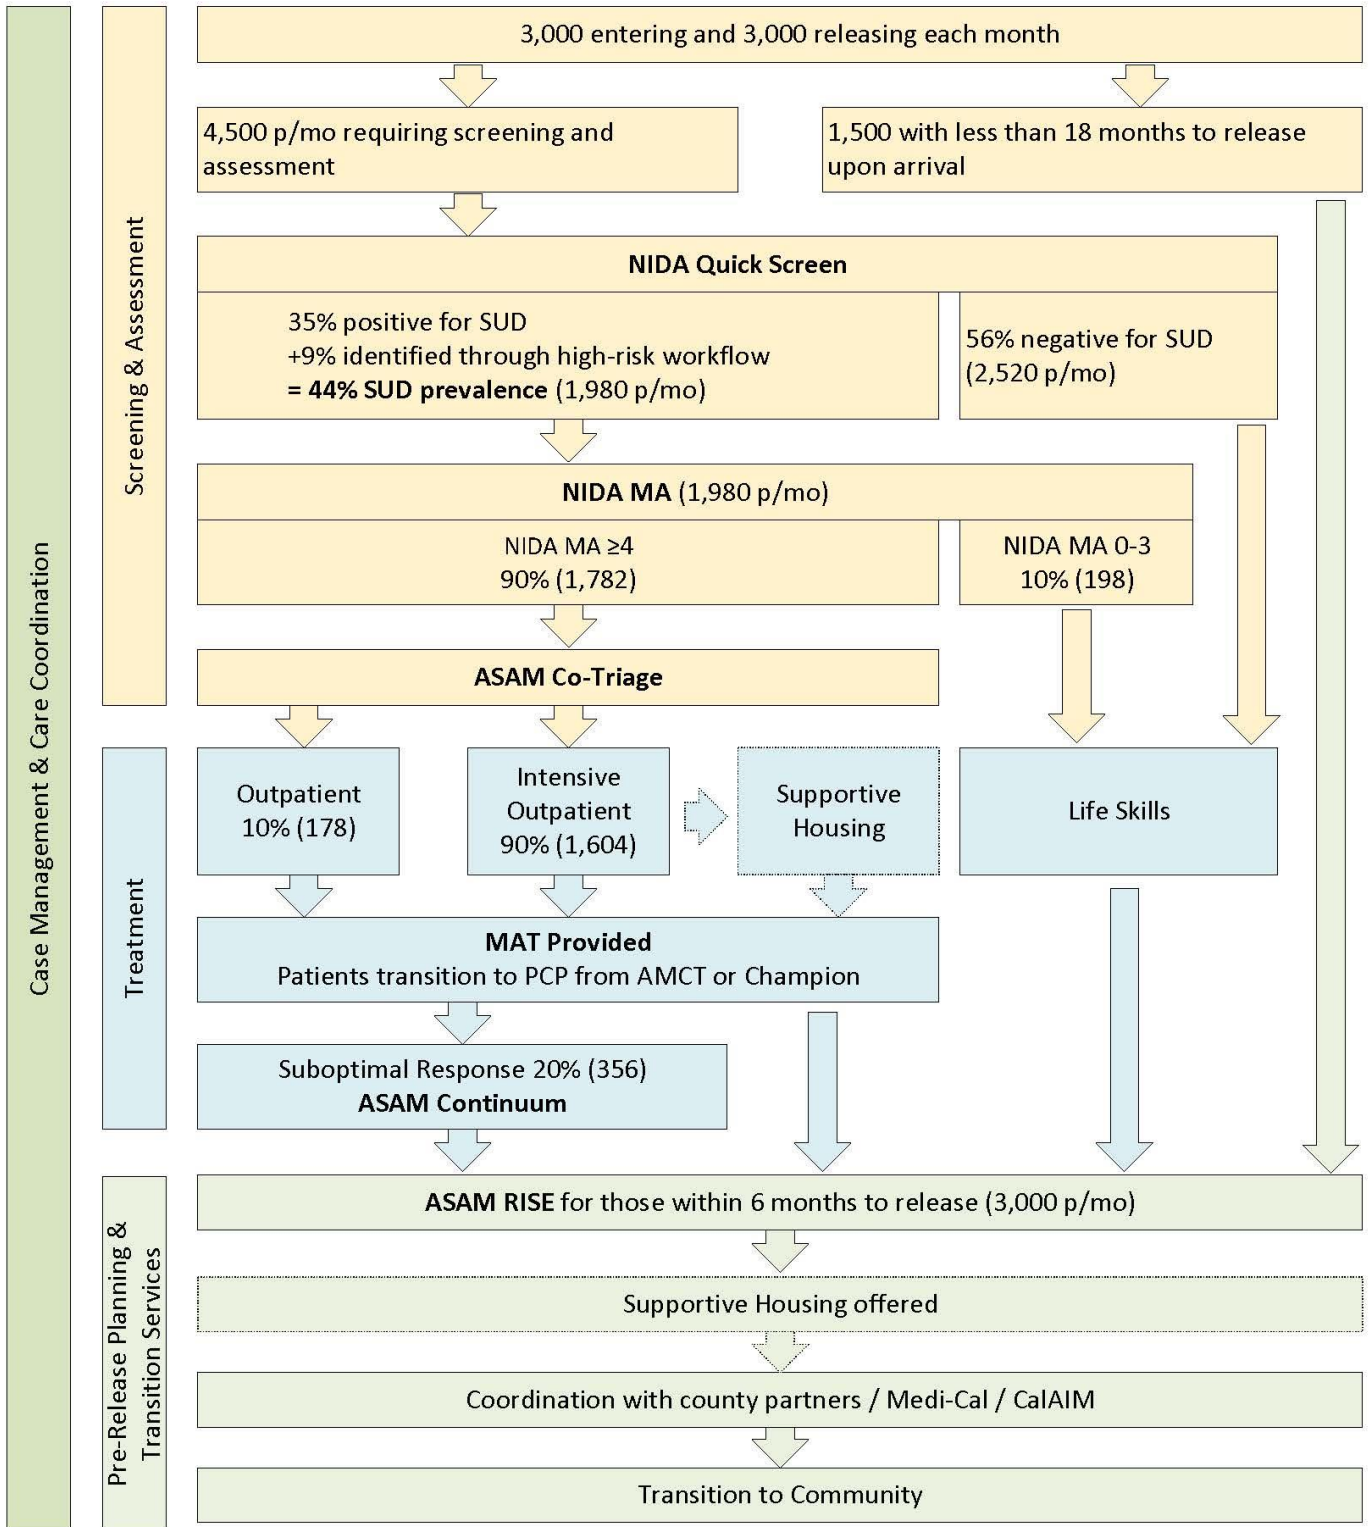 Case Management & Care Coordination
Screening & Assessment
3,000 entering and 3,000 releasing each month
4,500 p/mo requiring screening and
assessment
1,500 with less than 18 months to release
upon arrival
NIDA Quick Screen
35% positive for SUD
+9% identified through high-risk workflow
= 44% SUD prevalence (1,980 p/mo)
56% negative for SUD
(2,520 p/mo)
NIDA MA (1,980 p/mo)
NIDA MA ≥4
90% (1,782)
NIDA MA 0-3
10% (198)
ASAM Co-Triage
Treatment
Outpatient
10% (178)
Intensive
Outpatient
90% (1,604)
Supportive
Housing
Life Skills
MAT Provided
Patients transition to PCP from AMCT or Champion
Suboptimal Response 20% (356)
ASAM Continuum
Pre-Release Planning &
Transition Services
ASAM RISE for those within 6 months to release (3,000 p/mo)
Supportive Housing offered
Coordination with county partners / Medi-Cal / CalAIM
Transition to Community